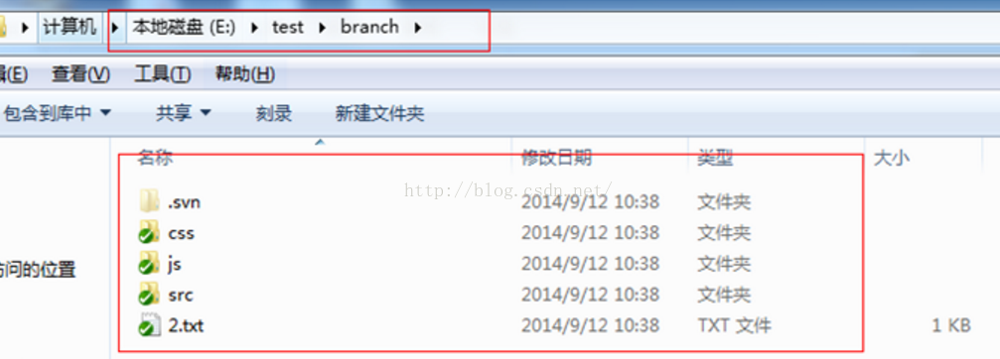 计算机 本地磁盘 (E:) test branch
辑(E) 查看(V) 工具(T) 帮助(H)
包含到库中 共享 刻录 新建文件夹
名称 修改日期 类型 大小
http://blog.csdn.net/
.svn 2014/9/12 10:38 文件夹
css 2014/9/12 10:38 文件夹
js 2014/9/12 10:38 文件夹
访问的位置
src 2014/9/12 10:38 文件夹
2.txt 2014/9/12 10:38 TXT 文件 1 KB